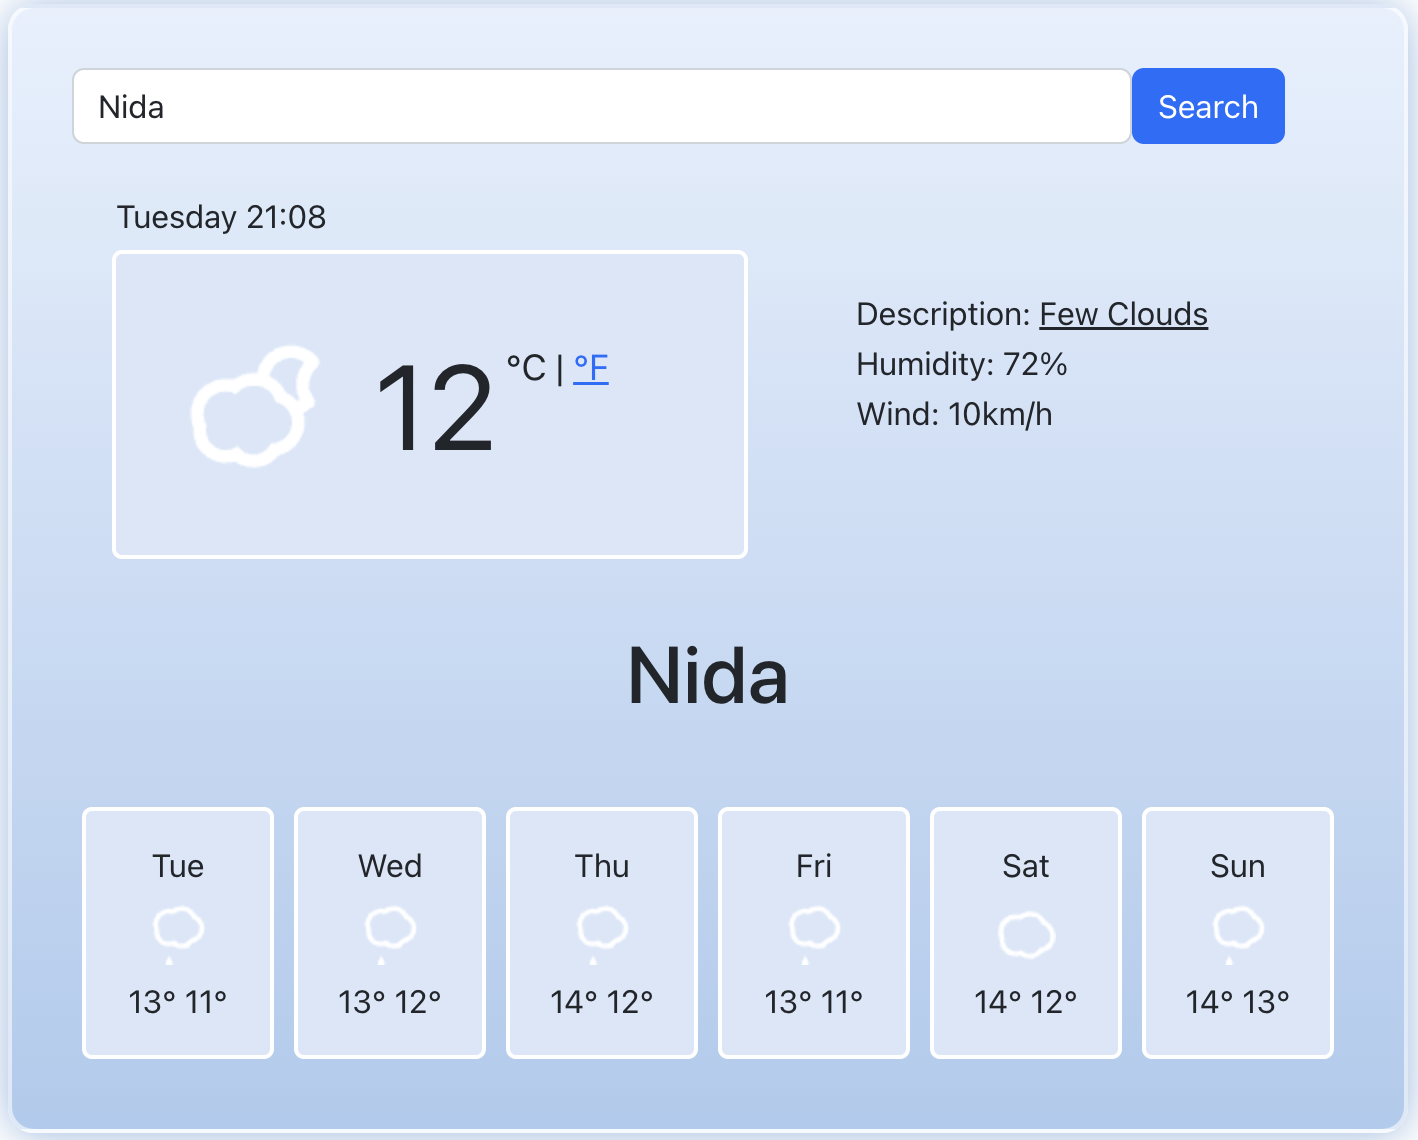 Nida
Search
Tuesday 21:08
12 °C | °F
Description: Few Clouds
Humidity: 72%
Wind: 10km/h
Nida
Tue
13° 11°
Wed
13° 12°
Thu
14° 12°
Fri
13° 11°
Sat
14° 12°
Sun
14° 13°